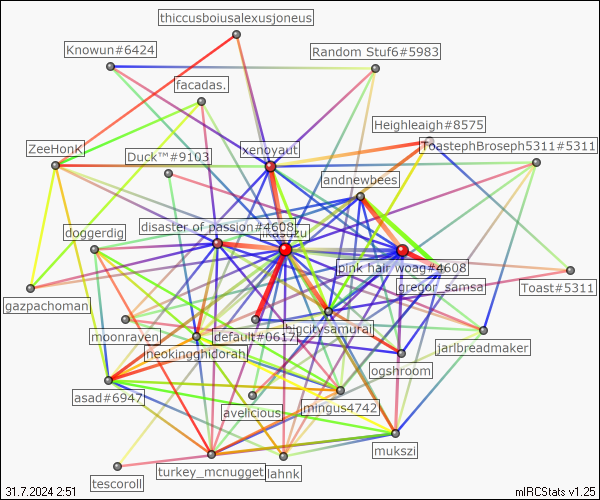 thiccusboiusalexusjoneus
Knowun#6424
Random Stuf6#5983
facadas.
Heighleaigh#8575
ToastephBroseph5311#5311
xenoyaut
Duck™#9103
ZeeHonK
landnewbees
disaster of passion#4608
doggerdig
pink hair woag#4608
gregor_samsa
Toast#5311
gazpachoman
bigcitysamurai
moonraven
default#0617
jarlbreadmaker
neokingghidorah
ogshroom
asad#6947
mingus4742
avelicious
mukszi
turkey_mcnugget
lahnk
tescoroll
31.7.2024 2:51
mIRCStats v1.25